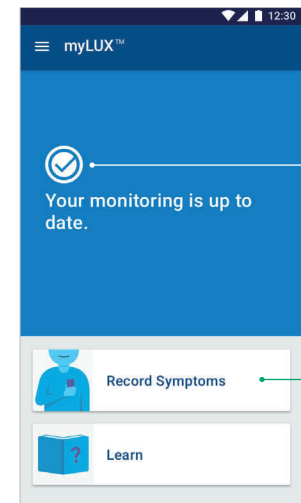 12:30
myLUX™
Your monitoring is up to
date.
Record Symptoms
?
Learn